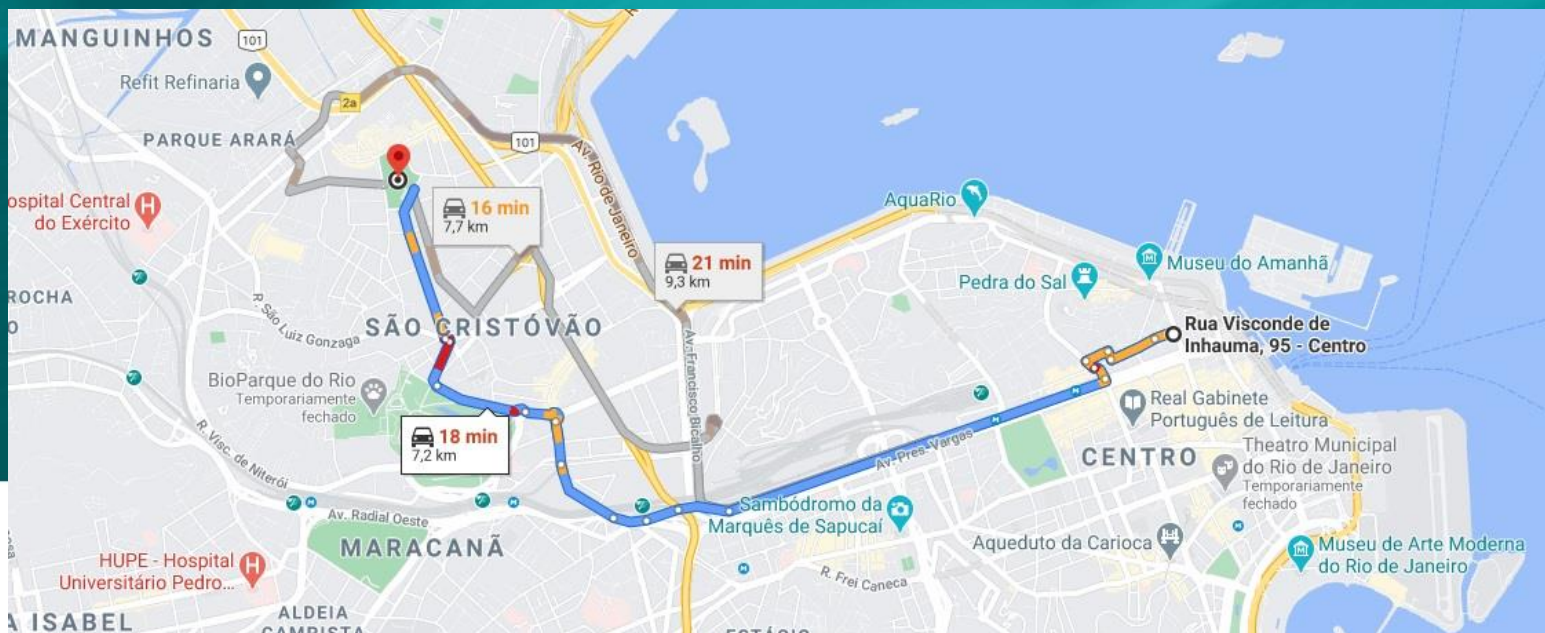 MANGUINHOS
101
Refit Refinaria
2a
PARQUE ARARÁ
101
Av. Rio de Janeiro
ospital Central
do Exército
16 min
7,7 km
AquaRio
21 min
9,3 km
Museu do Amanhã
Pedra do Sal
ROCHA
O
R. São Luiz Gonzaga
SÃO CRISTÓVÃO
Rua Visconde de
Inhauma, 95 - Centro
Av. Francisco Bicalho
BioParque do Rio
Temporariamente
fechado
Real Gabinete
Português de Leitura
18 min
7,2 km
R. Visc. de Niterói
Av. Pres. Vargas
CENTRO
Theatro Municipal
do Rio de Janeiro
Temporariamente
fechado
Sambódromo da
Marquês de Sapucaí
Av. Radial Oeste
MARACANÃ
Aqueduto da Carioca
Museu de Arte Moderna
do Rio de Janeiro
HUPE - Hospital
Universitário Pedro...
R. Frei Caneca
A ISABEL
ALDEIA
CAMPISTA
ESTÁCIO